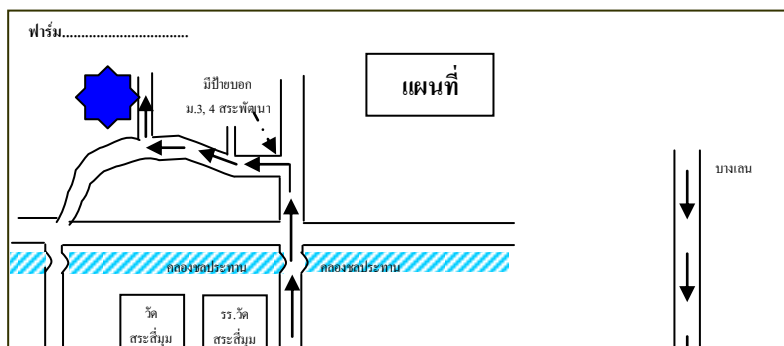 ฟาร์ม.................................
แผนที่
มีป้ายบอก
ม.3, 4 สระพัฒนา
บางเลน
คลองชลประทาน
คลองชลประทาน
วัด
สระสี่มุม
รร.วัด
สระสี่มุม